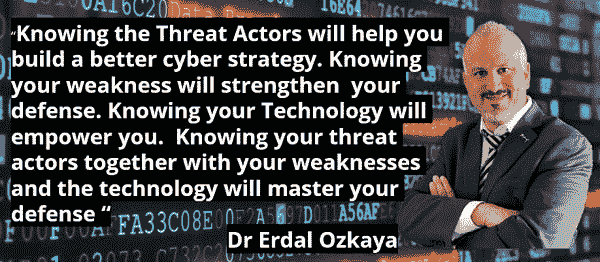 “Knowing the Threat Actors will help you
build a better cyber strategy. Knowing
your weakness will strengthen your
defense. Knowing your Technology will
empower you. Knowing your threat
actors together with your weaknesses
and the technology will master your
defense “
Dr Erdal Ozkaya